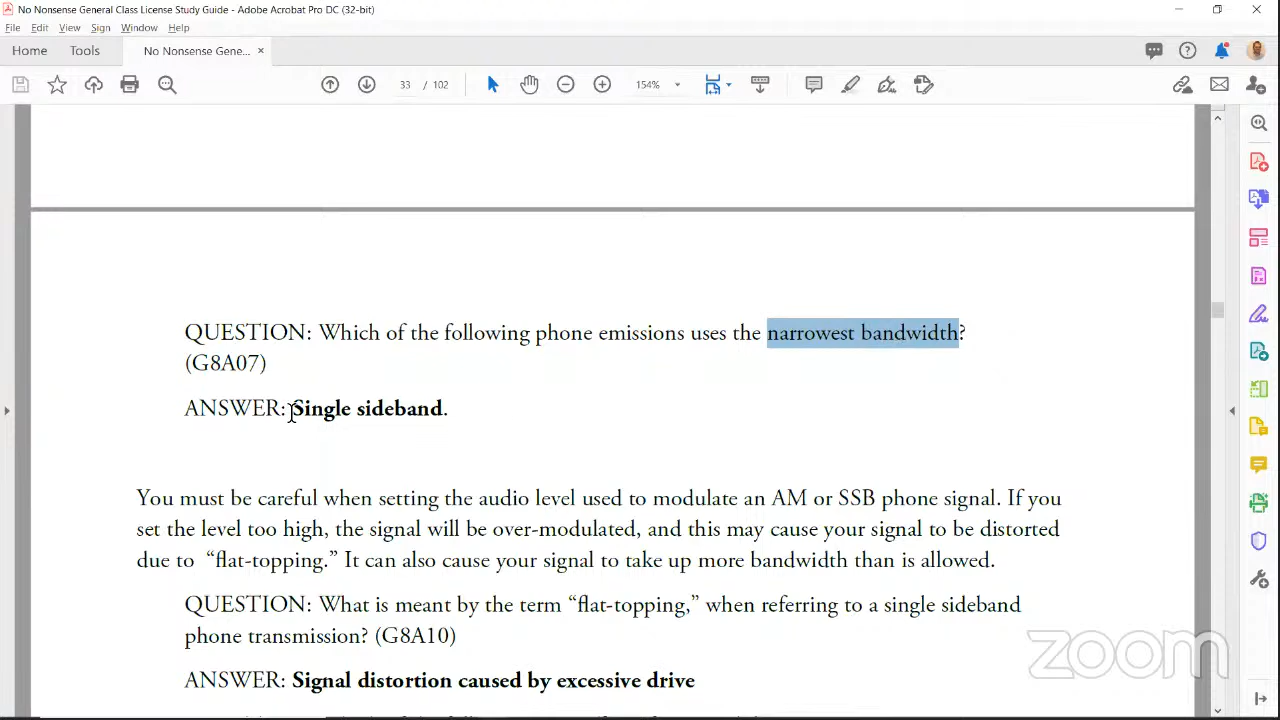 No Nonsense General Class License Study Guide - Adobe Acrobat Pro DC (32-bit)
File Edit View Sign Window Help
Home Tools No Nonsense Gene... ×
33 / 102 154%
QUESTION: Which of the following phone emissions uses the narrowest bandwidth?
(G8A07)
ANSWER: Single sideband.
You must be careful when setting the audio level used to modulate an AM or SSB phone signal. If you
set the level too high, the signal will be over-modulated, and this may cause your signal to be distorted
due to “flat-topping.” It can also cause your signal to take up more bandwidth than is allowed.
QUESTION: What is meant by the term “flat-topping,” when referring to a single sideband
phone transmission? (G8A10)
ANSWER: Signal distortion caused by excessive drive
zoom